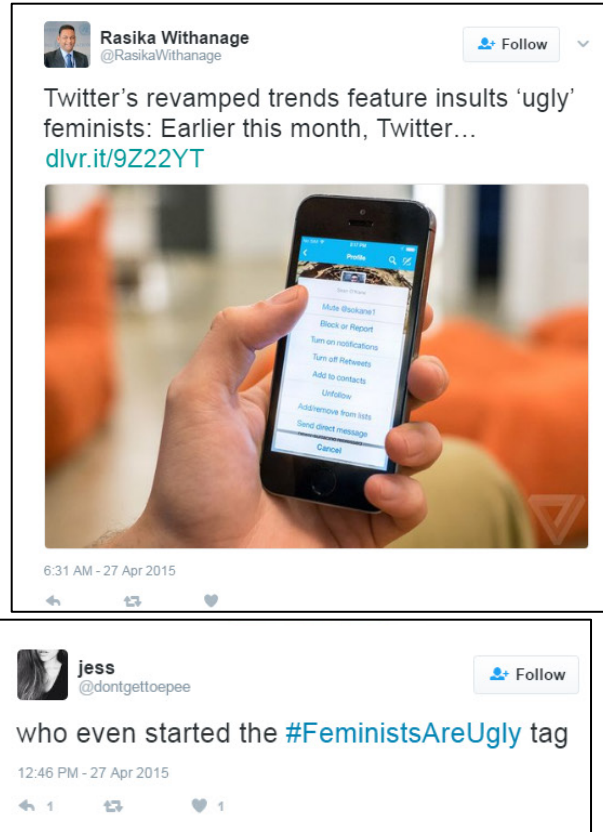 Rasika Withanage
@RasikaWithanage
Follow
Twitter’s revamped trends feature insults ‘ugly’
feminists: Earlier this month, Twitter…
dlvr.it/9Z22YT
Profile
Mute @sokane1
Block or Report
Turn on notifications
Turn off Retweets
Add to contacts
Unfollow
Add/remove from lists
Send direct message
Cancel
6:31 AM - 27 Apr 2015
jess
@dontgettoepee
Follow
who even started the #FeministsAreUgly tag
12:46 PM - 27 Apr 2015
1
1